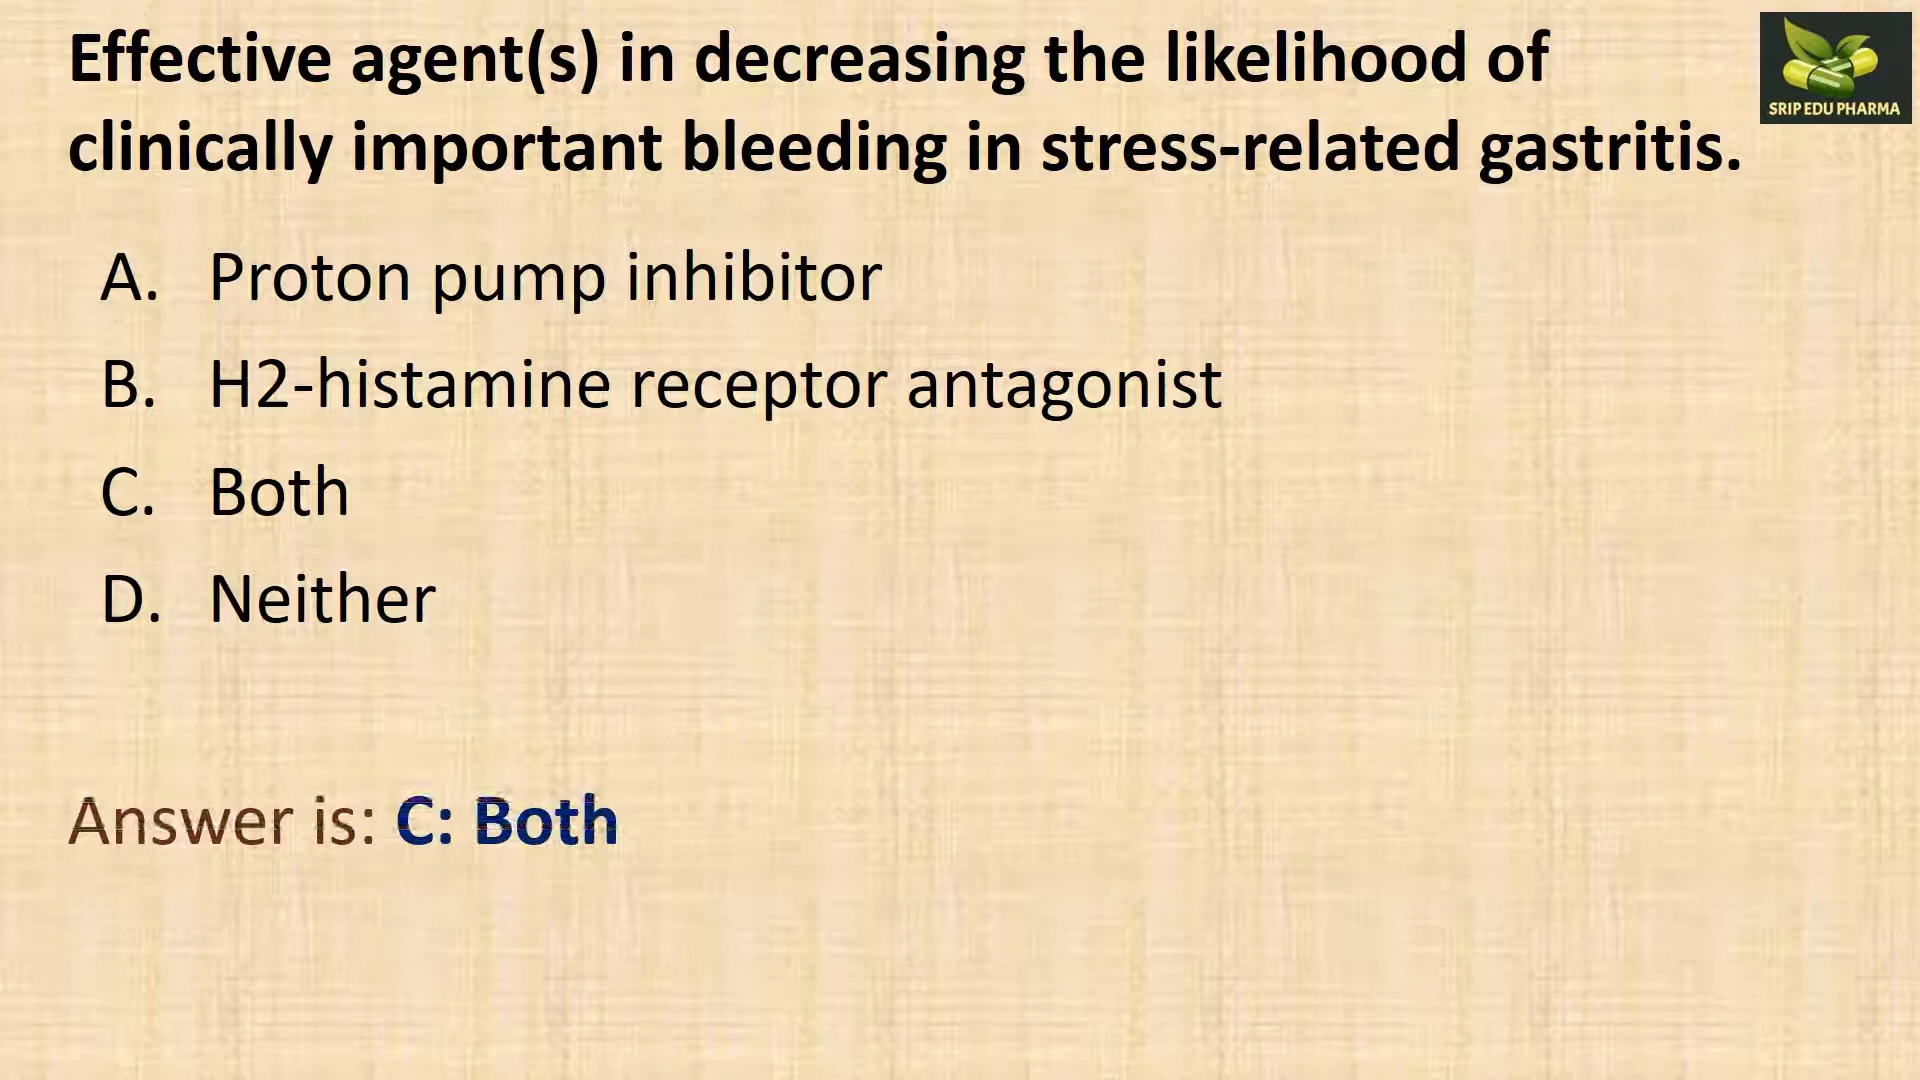 Effective agent(s) in decreasing the likelihood of
clinically important bleeding in stress-related gastritis.
SRIP EDU PHARMA
A. Proton pump inhibitor
B. H2-histamine receptor antagonist
C. Both
D. Neither
Answer is: C: Both